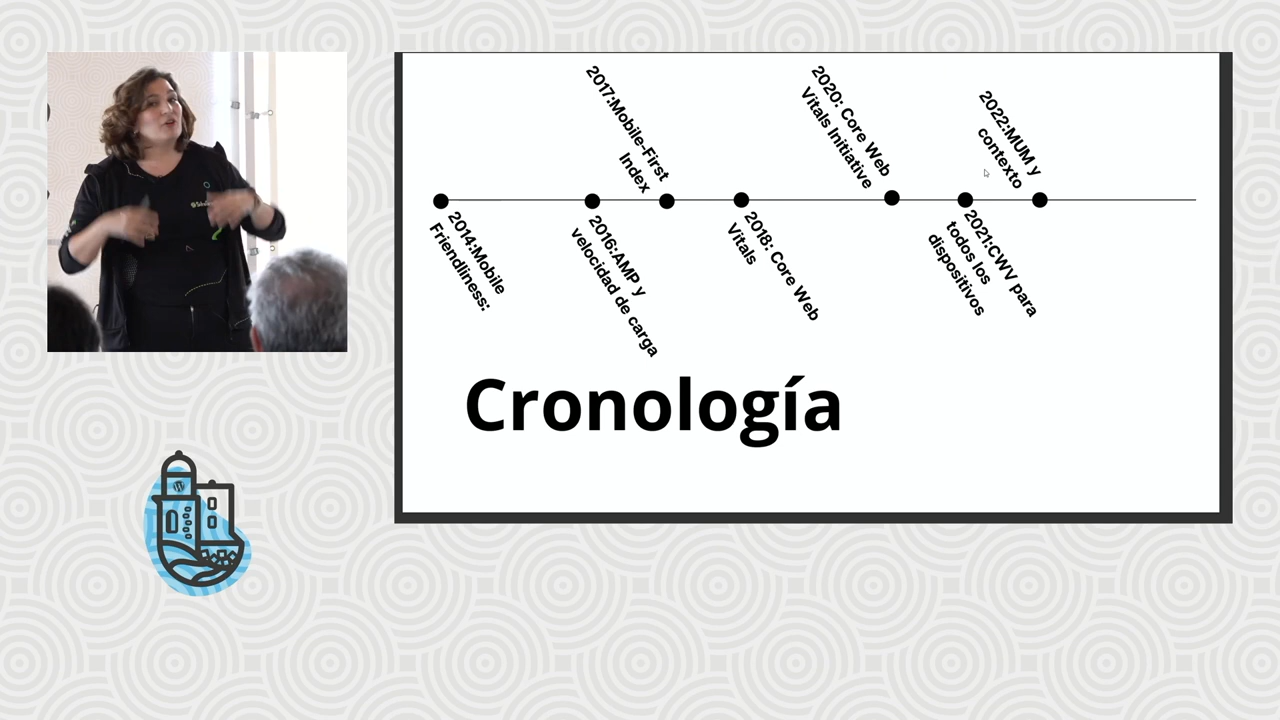 2014:Mobile
Friendliness:
2016:AMP y
velocidad de carga
2017:Mobile-First
Index
2018: Core Web
Vitals
2020: Core Web
Vitals Initiative
2021:CWV para
todos los
dispositivos
2022:MUM y
contexto
Cronología